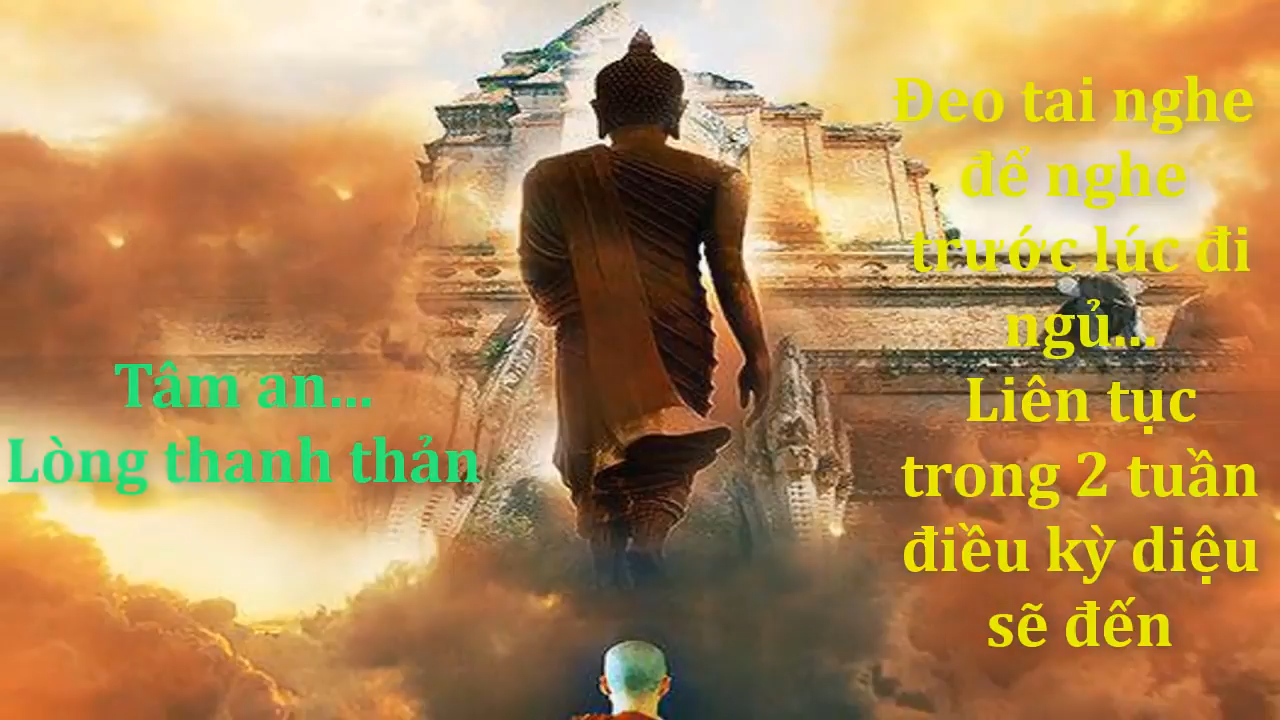 Tâm an...
Lòng thanh thản
Đeo tai nghe
để nghe
trước lúc đi
ngủ...
Liên tục
trong 2 tuần
điều kỳ diệu
sẽ đến